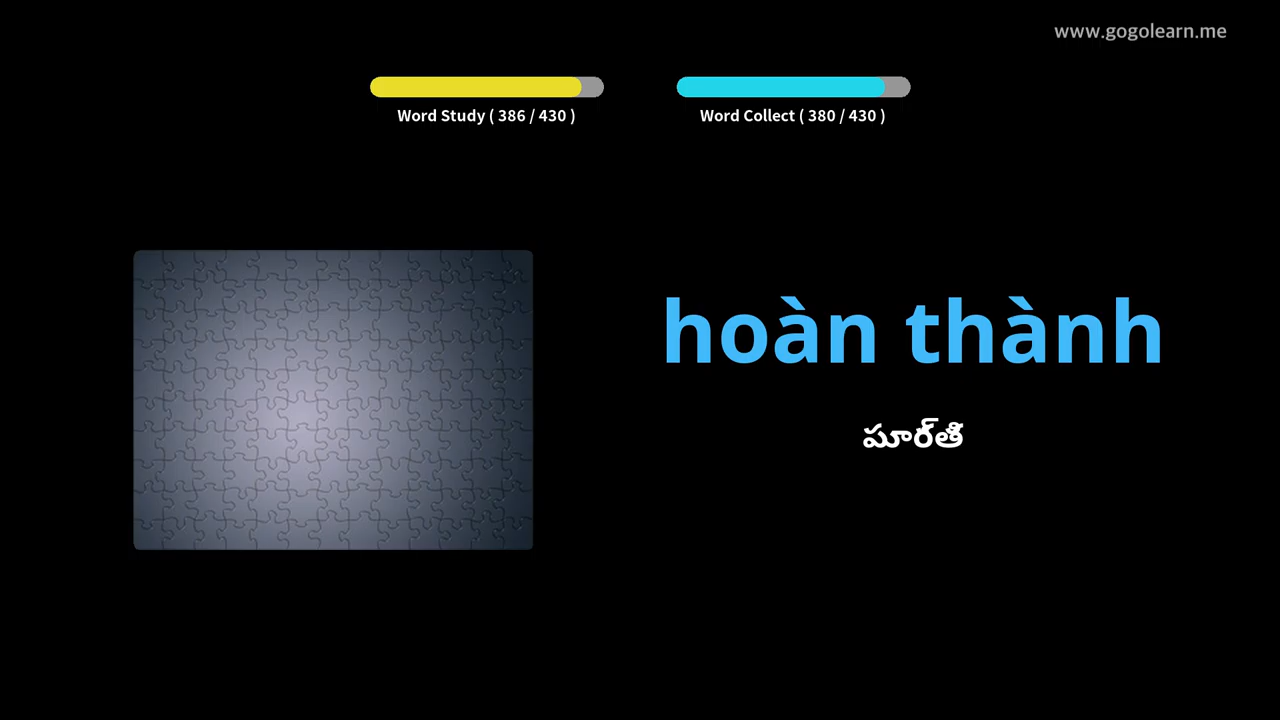 www.gogolearn.me
Word Study ( 386 / 430 )
Word Collect ( 380 / 430 )
hoàn thành
పూర్తి